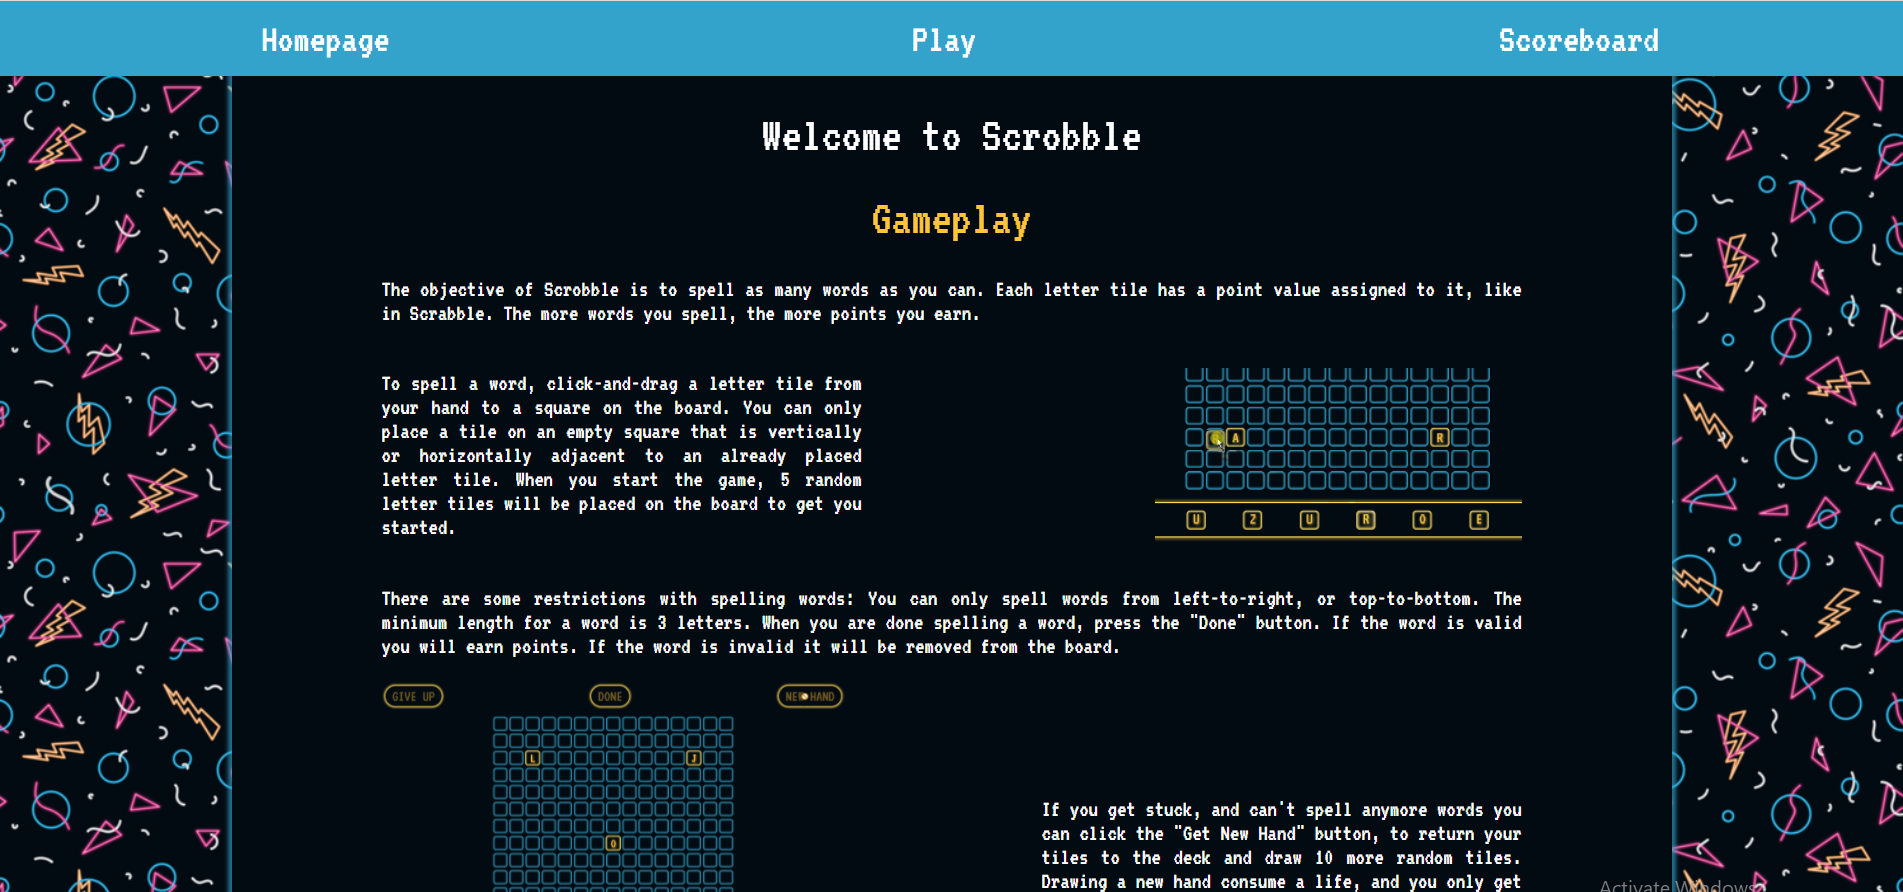 Homepage Play Scoreboard
Welcome to Scrobble
Gameplay
The objective of Scrobble is to spell as many words as you can. Each letter tile has a point value assigned to it, like
in Scrabble. The more words you spell, the more points you earn.
To spell a word, click-and-drag a letter tile from
your hand to a square on the board. You can only
place a tile on an empty square that is vertically
or horizontally adjacent to an already placed
letter tile. When you start the game, 5 random
letter tiles will be placed on the board to get you
started.
A R
U Z U R O E
There are some restrictions with spelling words: You can only spell words from left-to-right, or top-to-bottom. The
minimum length for a word is 3 letters. When you are done spelling a word, press the "Done" button. If the word is valid
you will earn points. If the word is invalid it will be removed from the board.
GIVE UP DONE NEW HAND
L J
O
If you get stuck, and can't spell anymore words you
can click the "Get New Hand" button, to return your
tiles to the deck and draw 10 more random tiles.
Drawing a new hand consume a life, and you only get
Activate Windows